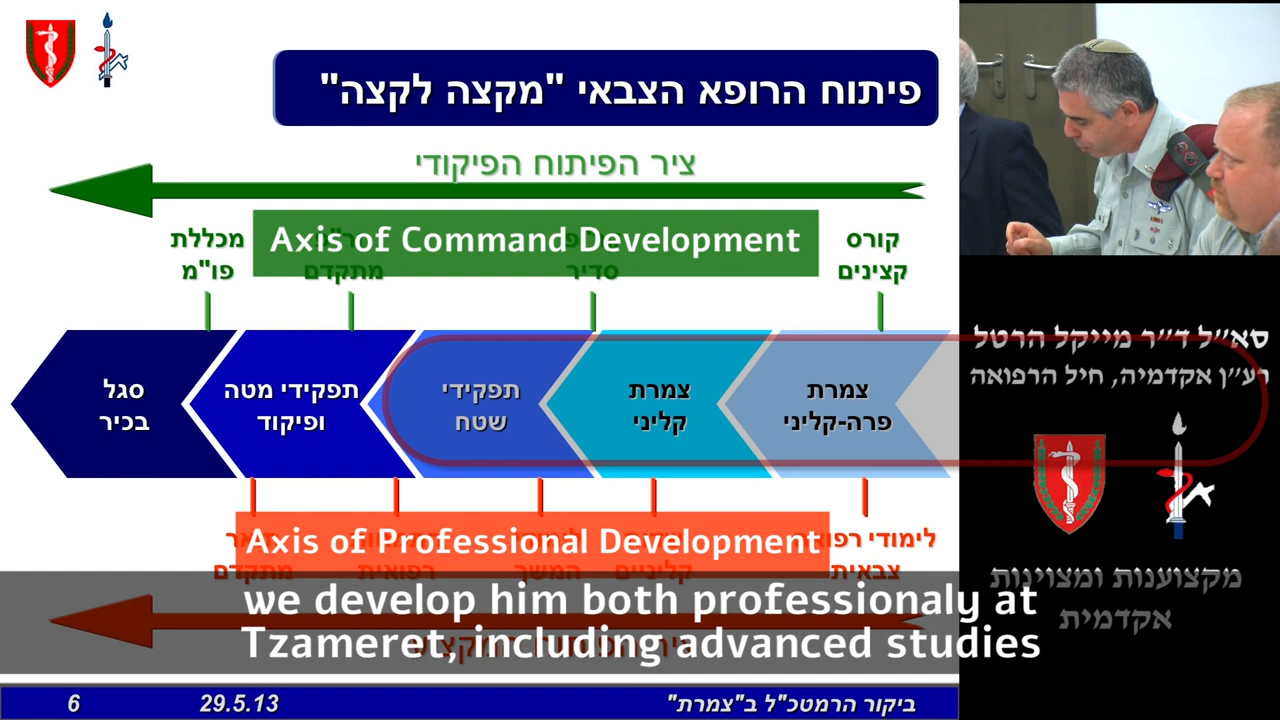 פיתוח הרופא הצבאי "מקצה לקצה"
ציר הפיתוח הפיקודי
Axis of Command Development
קורס
קצינים
סדיר
מתקדם
מכללת
פו"מ
צמרת
פרה-קליני
צמרת
קליני
תפקידי
שטח
תפקידי מטה
ופיקוד
סגל
בכיר
לימודי רפואה
צבאית
קליניים
המשך
רפואית
תואר
מתקדם
Axis of Professional Development
we develop him both professionaly at
Tzameret, including advanced studies
ביקור הרמטכ"ל ב"צמרת"
29.5.13
6
סא"ל ד"ר מייקל הרטל
רע"ן אקדמיה, חיל הרפואה
מקצוענות ומצוינות
אקדמית